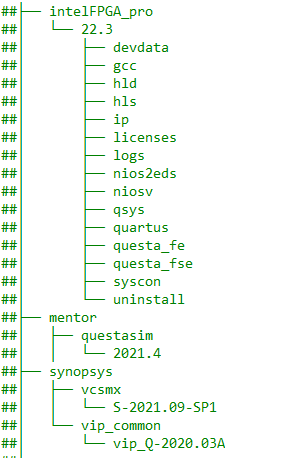 ##├── intelFPGA_pro
##│   └── 22.3
##│       ├── devdata
##│       ├── gcc
##│       ├── hld
##│       ├── hls
##│       ├── ip
##│       ├── licenses
##│       ├── logs
##│       ├── nios2eds
##│       ├── niosv
##│       ├── qsys
##│       ├── quartus
##│       ├── questa_fe
##│       ├── questa_fse
##│       ├── syscon
##│       └── uninstall
##├── mentor
##│   ├── questasim
##│   │   └── 2021.4
##├── synopsys
##│   ├── vcsmx
##│   │   └── S-2021.09-SP1
##│   └── vip_common
##│       └── vip_Q-2020.03A